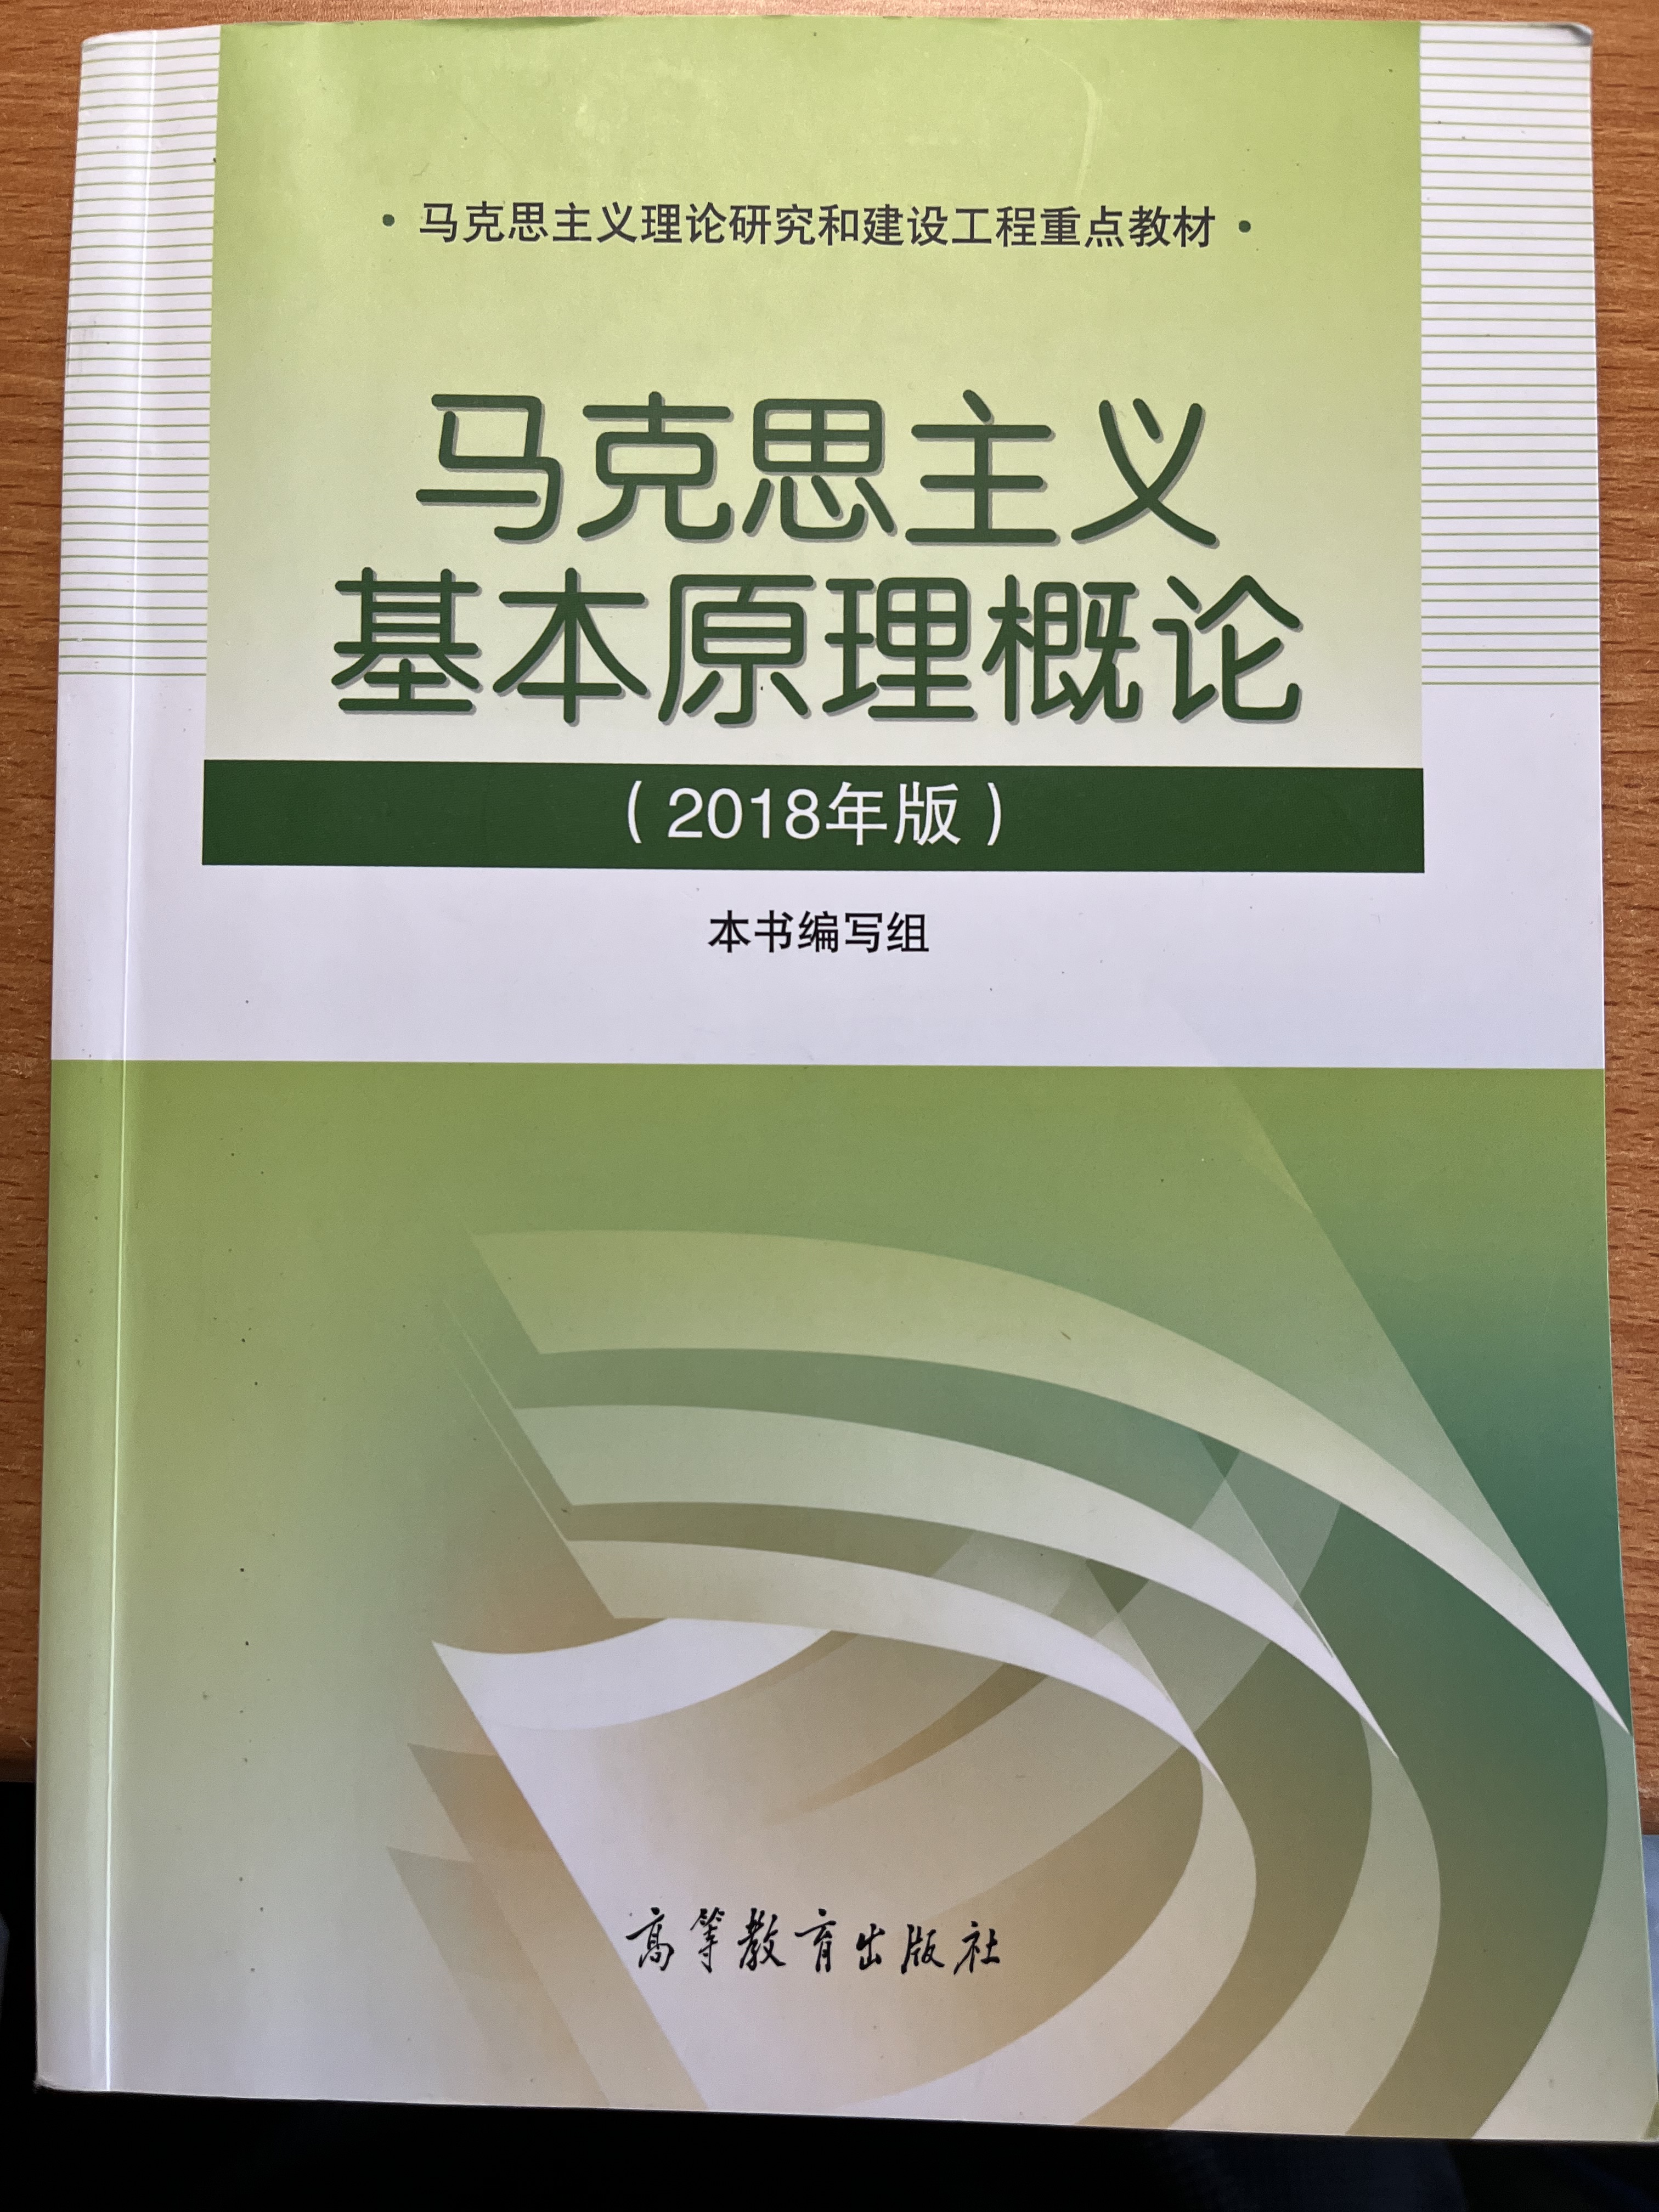 ·马克思主义理论研究和建设工程重点教材·
马克思主义
基本原理概论
（2018年版）
本书编写组
高等教育出版社